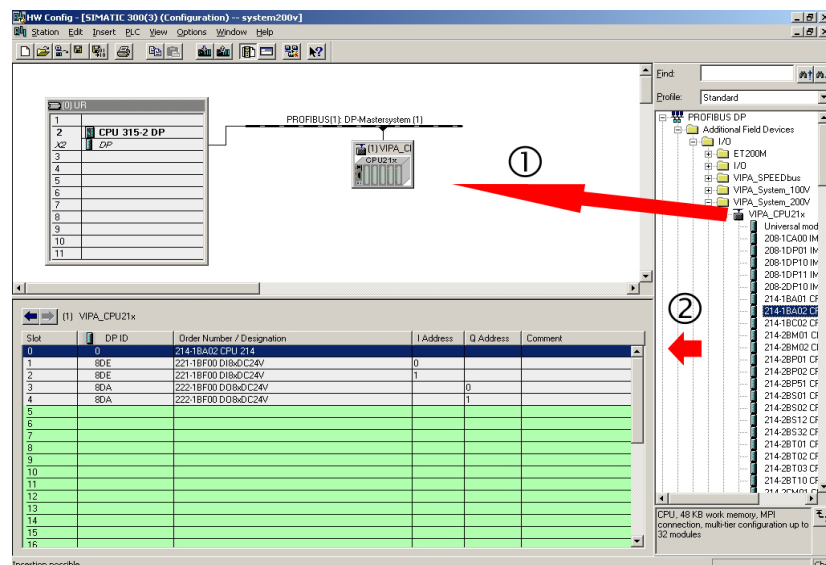 HW Config - [SIMATIC 300(3) (Configuration) -- system200v]
Station Edit Insert PLC View Options Window Help
(0) UR
1
2 CPU 315-2 DP
X2 DP
3
4
5
6
7
8
9
10
11
PROFIBUS(1): DP-Mastersystem (1)
(1) VIPA_CI
CPU21x
①
Find:
Profile: Standard
PROFIBUS DP
Additional Field Devices
I/O
ET200M
I/O
VIPA_SPEEDbus
VIPA_System_100V
VIPA_System_200V
VIPA_CPU21x
Universal mod
208-1CA00 IM
208-1DP01 IM
208-1DP10 IM
208-1DP11 IM
208-2DP10 IM
214-1BA01 CF
214-1BA02 CF
214-1BC02 CF
214-2BM01 CI
214-2BM02 CI
214-2BP01 CF
214-2BP02 CF
214-2BP51 CF
214-2BS01 CF
214-2BS02 CF
214-2BS12 CF
214-2BS32 CF
214-2BT01 CF
214-2BT02 CF
214-2BT03 CF
214-2BT10 CF
214-2CM01 CI
②
CPU, 48 KB work memory, MPI
connection, multi-tier configuration up to
32 modules
(1) VIPA_CPU21x
Slot DP ID Order Number / Designation I Address Q Address Comment
0 0 214-1BA02 CPU 214
1 8DE 221-1BF00 DI8xDC24V 0
2 8DE 221-1BF00 DI8xDC24V 1
3 8DA 222-1BF00 DO8xDC24V 0
4 8DA 222-1BF00 DO8xDC24V 1
5
6
7
8
9
10
11
12
13
14
15
16
Insertion possible
Chg